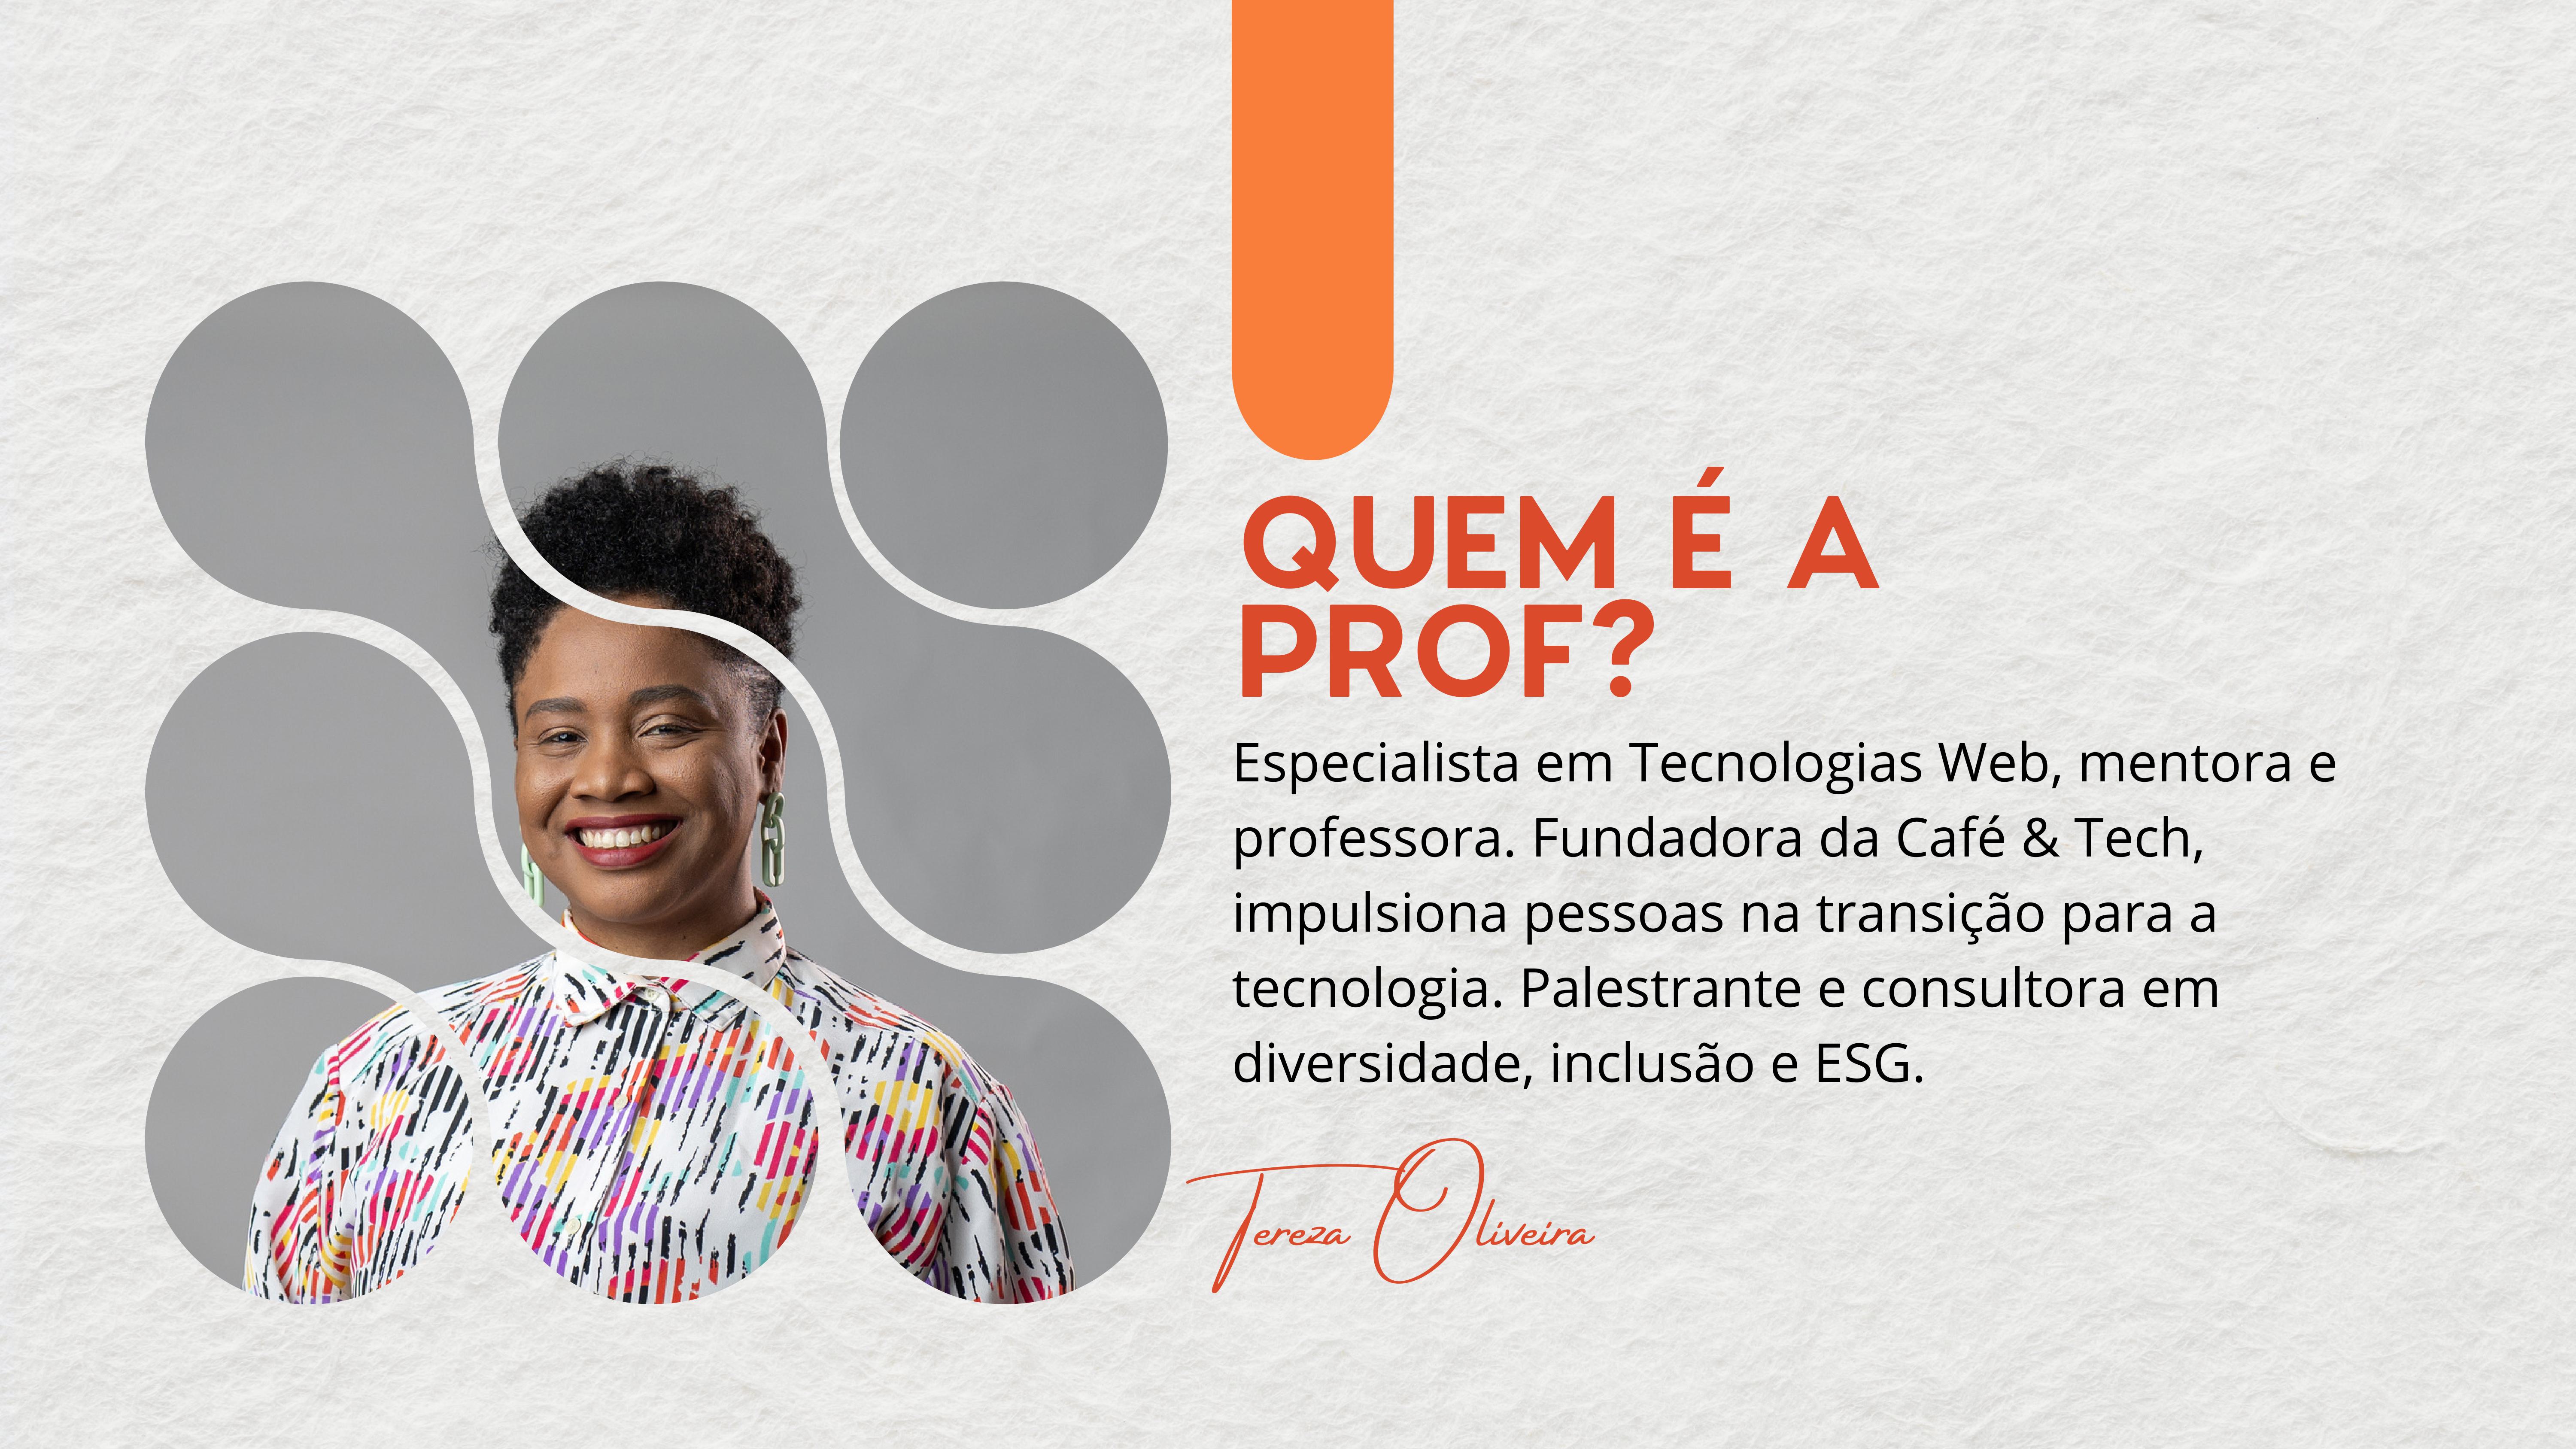 QUEM É A
PROF?
Especialista em Tecnologias Web, mentora e
professora. Fundadora da Café & Tech,
impulsiona pessoas na transição para a
tecnologia. Palestrante e consultora em
diversidade, inclusão e ESG.
Tereza Oliveira